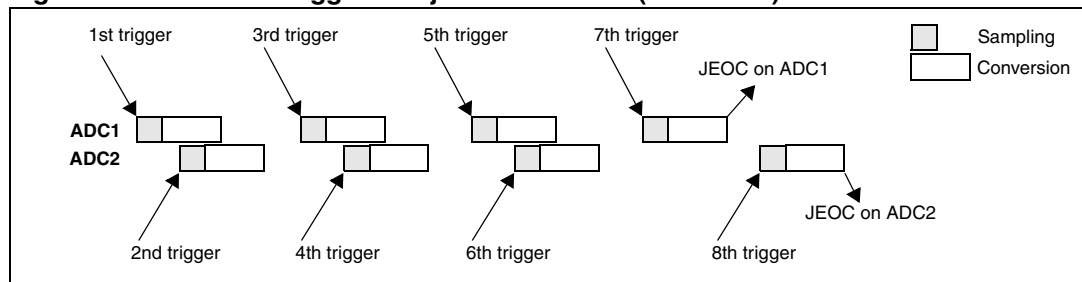 1st trigger
3rd trigger
5th trigger
7th trigger
Sampling
Conversion
JEOC on ADC1
ADC1
ADC2
JEOC on ADC2
2nd trigger
4th trigger
6th trigger
8th trigger